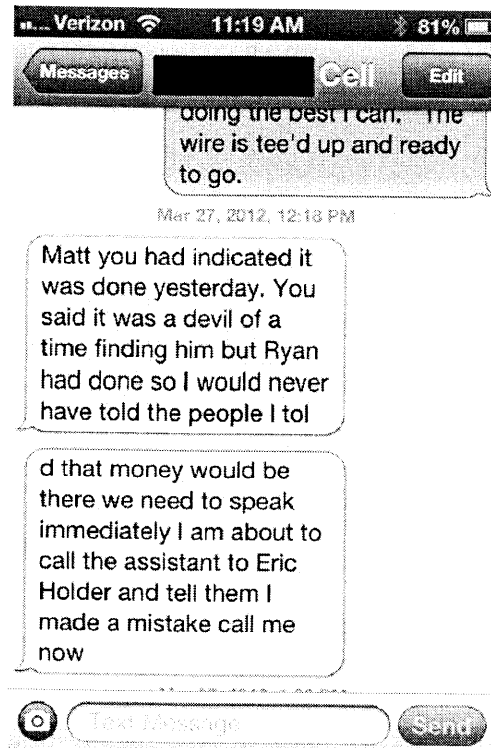 Verizon 11:19 AM 81%
Messages Cell Edit
doing the best I can. The
wire is tee'd up and ready
to go.
Mar 27, 2012, 12:18 PM
Matt you had indicated it
was done yesterday. You
said it was a devil of a
time finding him but Ryan
had done so I would never
have told the people I tol
d that money would be
there we need to speak
immediately I am about to
call the assistant to Eric
Holder and tell them I
made a mistake call me
now
Text Message Send